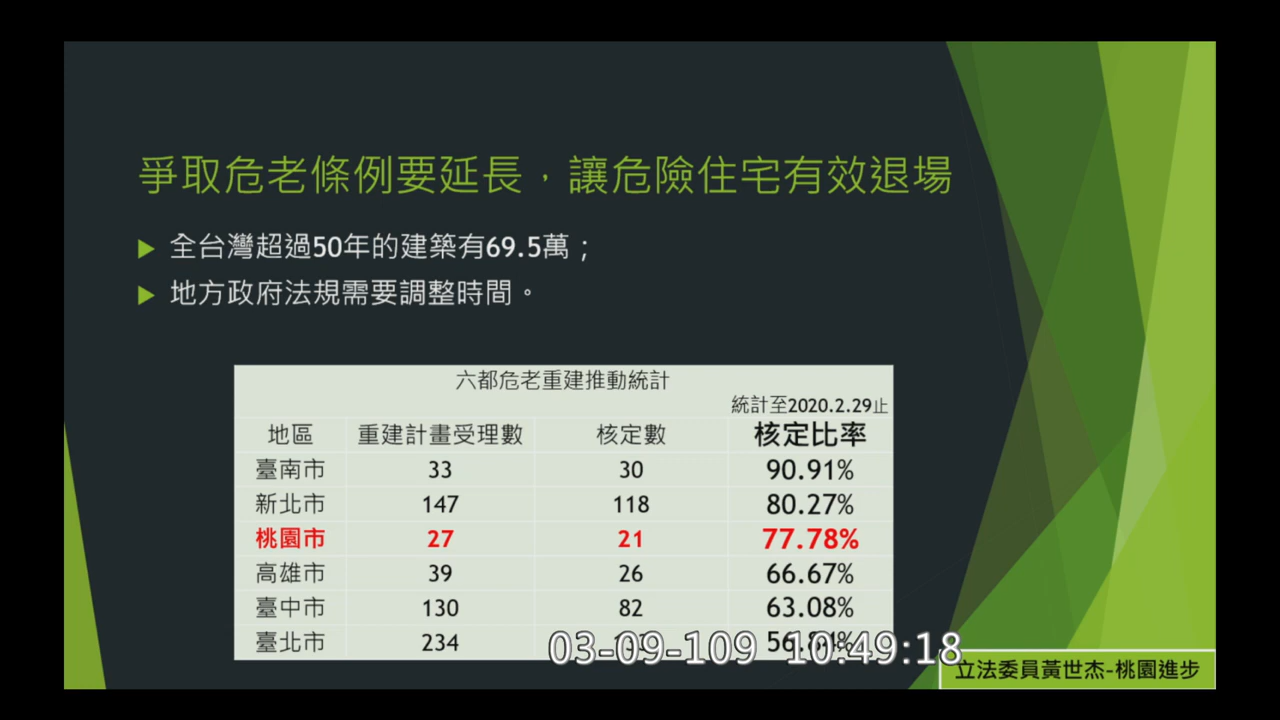 爭取危老條例要延長，讓危險住宅有效退場
全台灣超過50年的建築有69.5萬；
地方政府法規需要調整時間。
六都危老重建推動統計
統計至2020.2.29止
地區 重建計畫受理數 核定數 核定比率
臺南市 33 30 90.91%
新北市 147 118 80.27%
桃園市 27 21 77.78%
高雄市 39 26 66.67%
臺中市 130 82 63.08%
臺北市 234
03-09-109 10:49:18
立法委員黃世杰-桃園進步